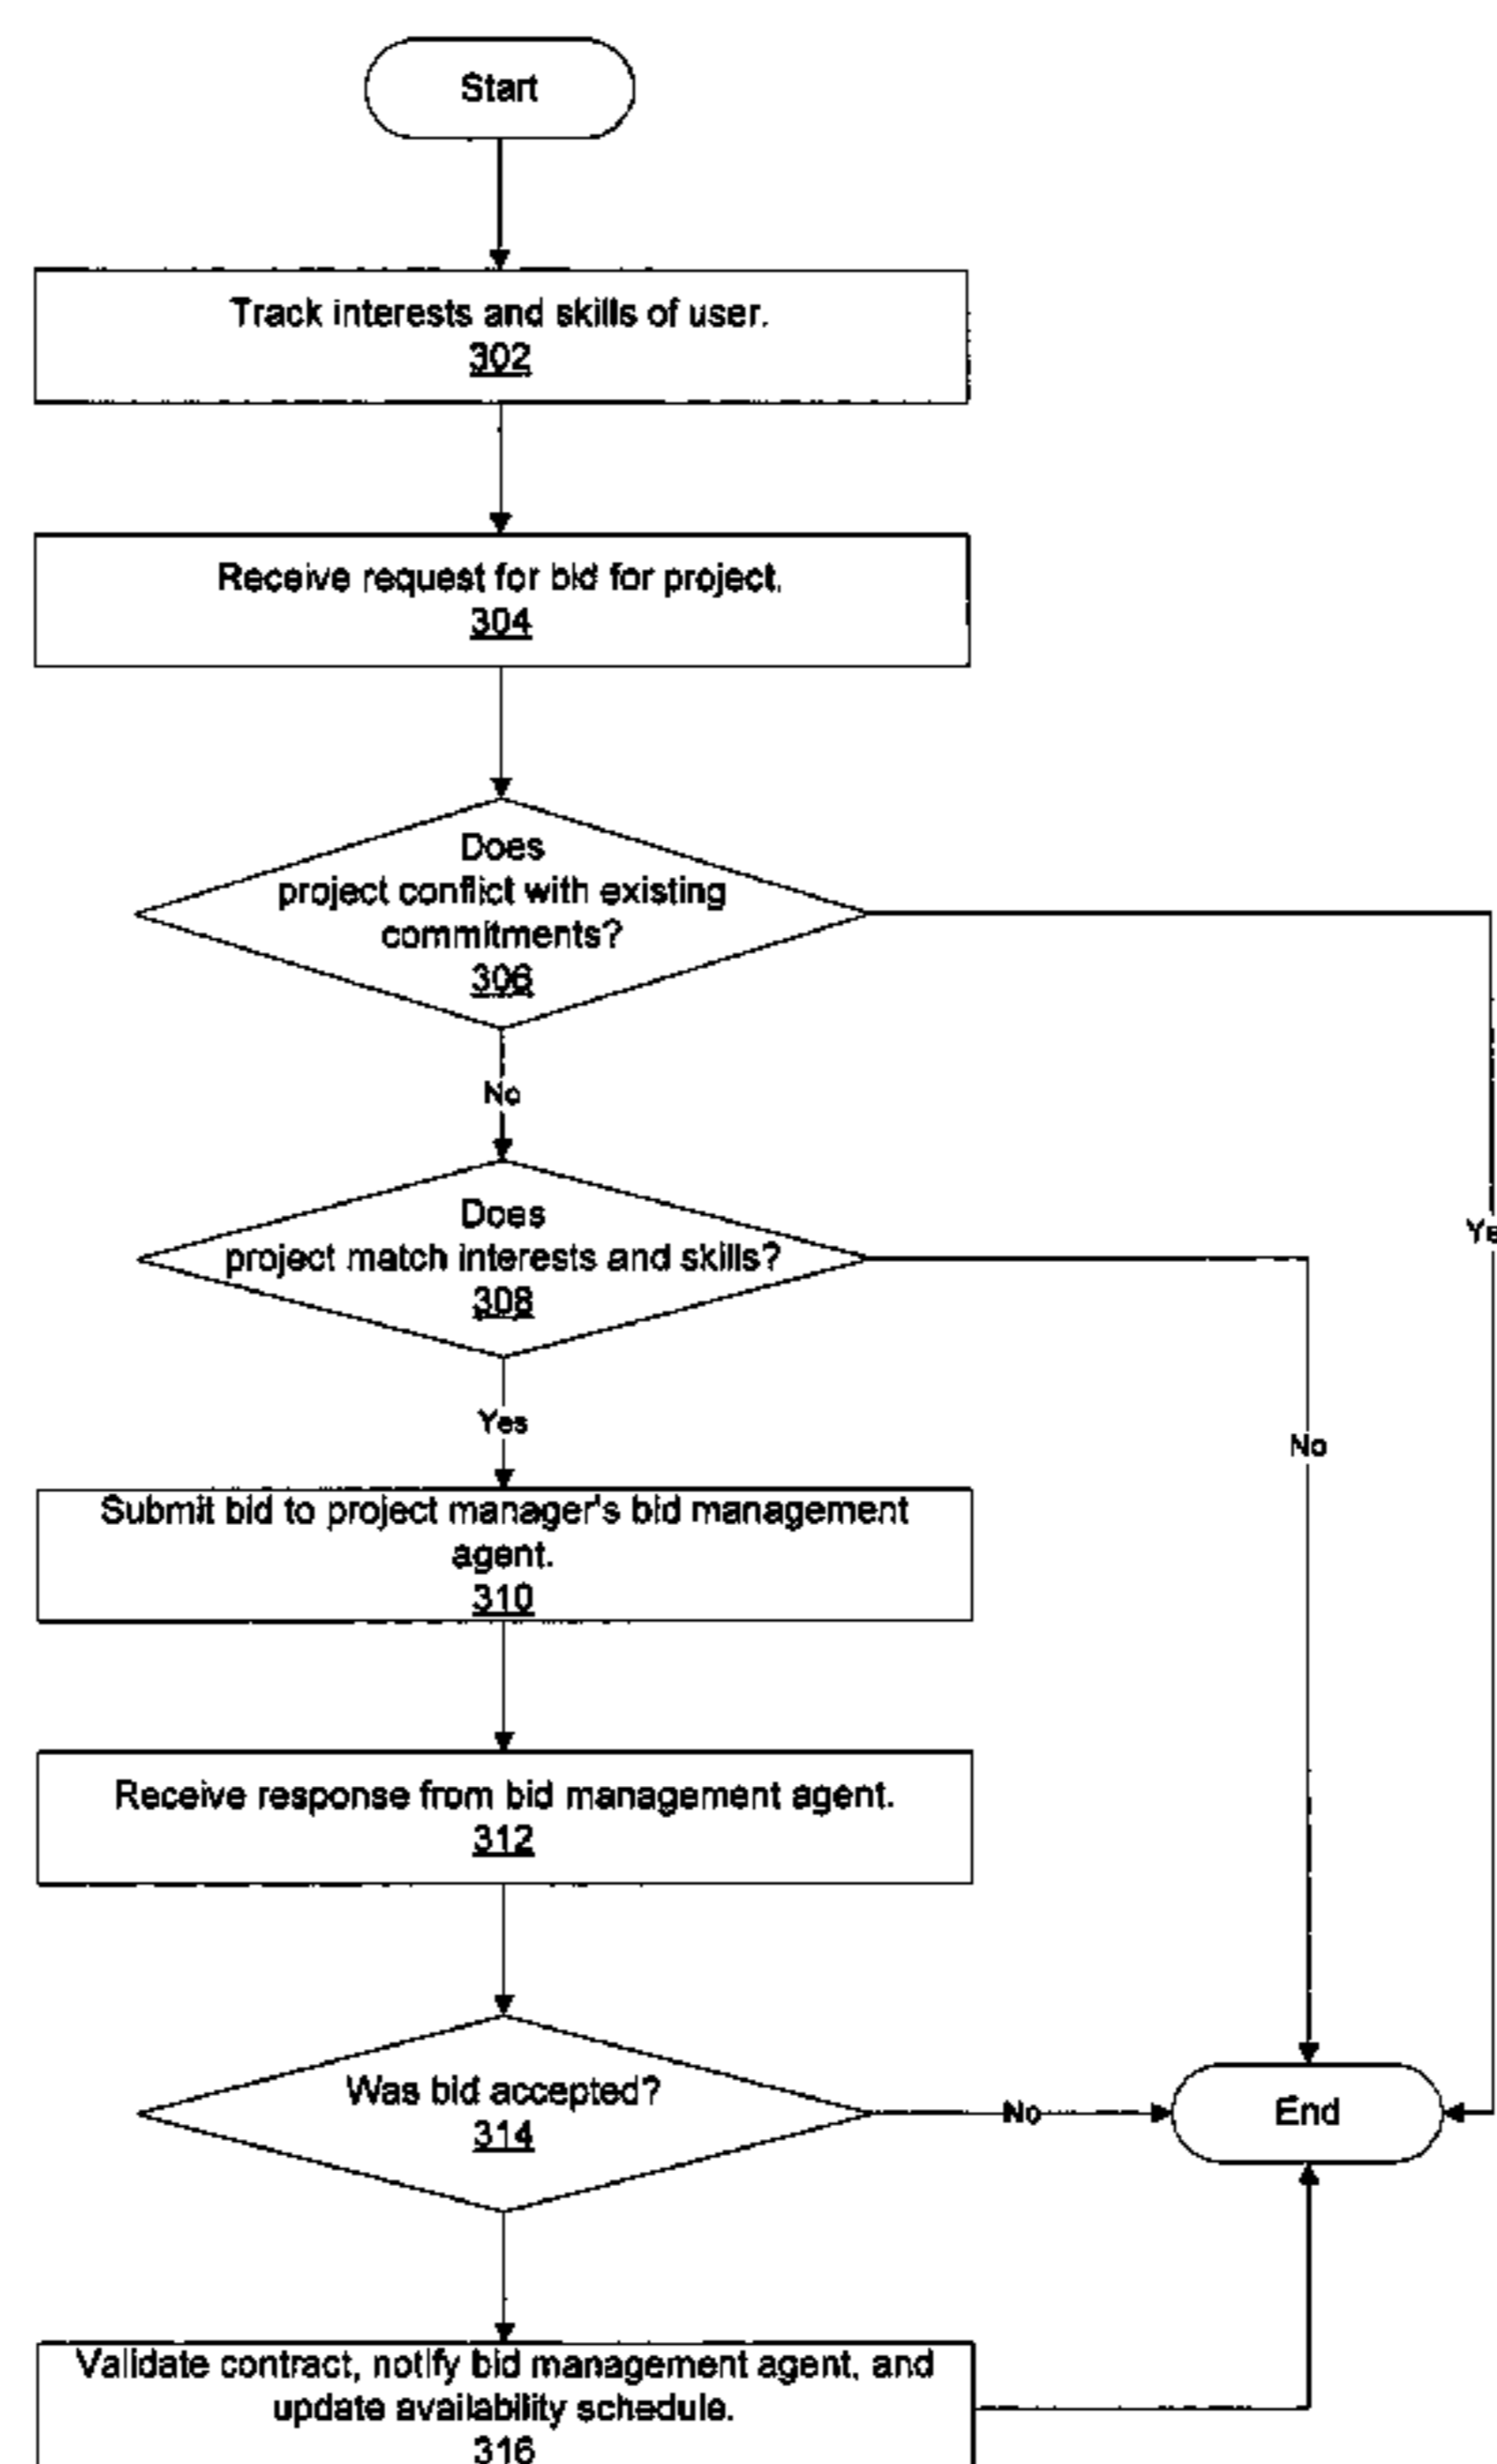 Start
Track interests and skills of user.
302
Receive request for bid for project.
304
Does
project conflict with existing
commitments?
306
No
Does
project match interests and skills?
308
Ye
Yes
No
Submit bid to project manager's bid management
agent.
310
Receive response from bid management agent.
312
Was bid accepted?
314
No
End
Validate contract, notify bid management agent, and
update availability schedule.
316